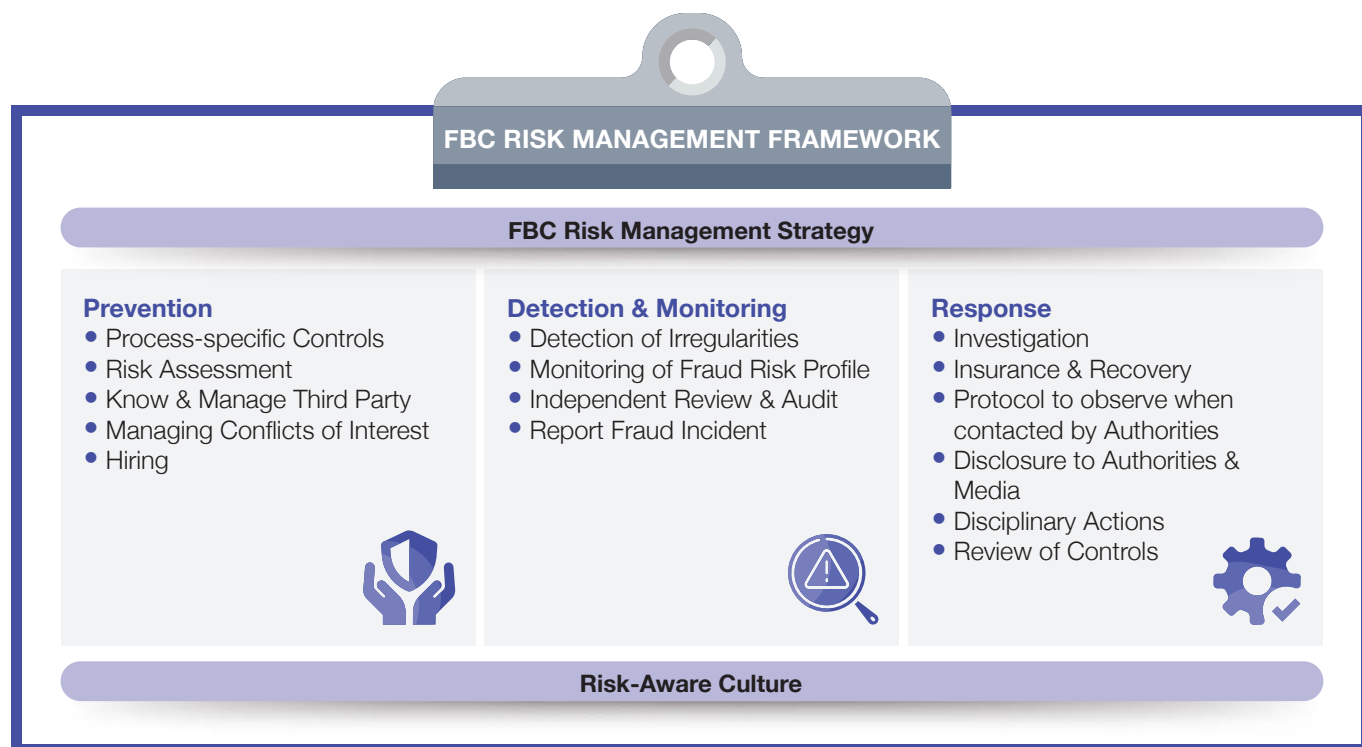 FBC RISK MANAGEMENT FRAMEWORK
FBC Risk Management Strategy
Prevention
• Process-specific Controls
• Risk Assessment
• Know & Manage Third Party
• Managing Conflicts of Interest
• Hiring
Detection & Monitoring
• Detection of Irregularities
• Monitoring of Fraud Risk Profile
• Independent Review & Audit
• Report Fraud Incident
Response
• Investigation
• Insurance & Recovery
• Protocol to observe when
contacted by Authorities
• Disclosure to Authorities &
Media
• Disciplinary Actions
• Review of Controls
Risk-Aware Culture